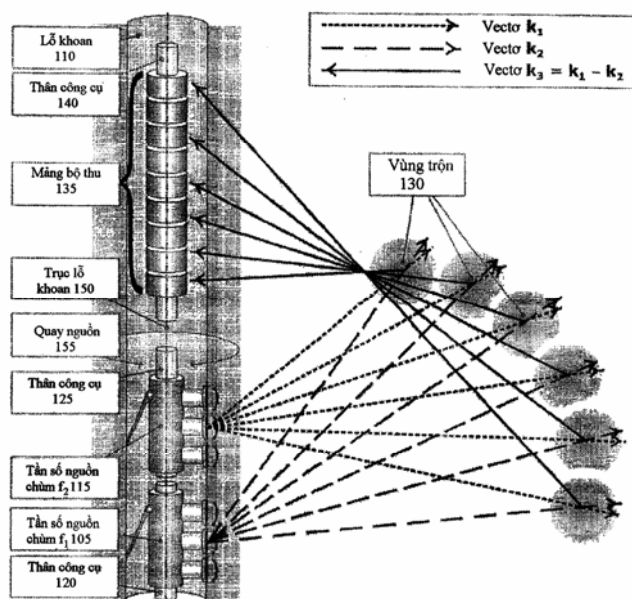 Lỗ khoan
110
Thân công cụ
140
Mảng bộ thu
135
Trục lỗ
khoan 150
Quay nguồn
155
Thân công cụ
125
Tần số nguồn
chùm f2 115
Tần số nguồn
chùm f1 105
Thân công cụ
120
Vectơ k1
Vectơ k2
Vectơ k3 = k1 - k2
Vùng trộn
130